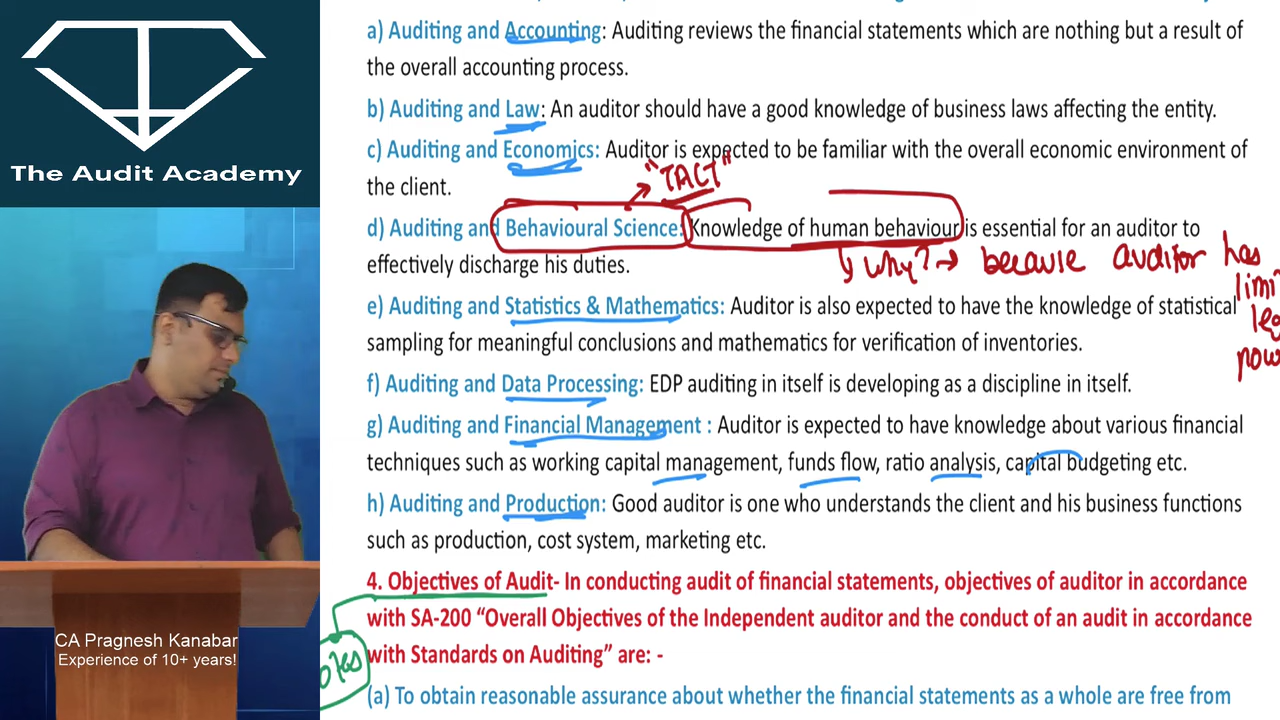 The Audit Academy
CA Pragnesh Kanabar
Experience of 10+ years!
a) Auditing and Accounting: Auditing reviews the financial statements which are nothing but a result of
the overall accounting process.
b) Auditing and Law: An auditor should have a good knowledge of business laws affecting the entity.
c) Auditing and Economics: Auditor is expected to be familiar with the overall economic environment of
the client.
"TACT"
d) Auditing and Behavioural Science: Knowledge of human behaviour is essential for an auditor to
effectively discharge his duties.
why? → because auditor has
e) Auditing and Statistics & Mathematics: Auditor is also expected to have the knowledge of statistical
sampling for meaningful conclusions and mathematics for verification of inventories.
f) Auditing and Data Processing: EDP auditing in itself is developing as a discipline in itself.
g) Auditing and Financial Management : Auditor is expected to have knowledge about various financial
techniques such as working capital management, funds flow, ratio analysis, capital budgeting etc.
h) Auditing and Production: Good auditor is one who understands the client and his business functions
such as production, cost system, marketing etc.
4. Objectives of Audit- In conducting audit of financial statements, objectives of auditor in accordance
with SA-200 “Overall Objectives of the Independent auditor and the conduct of an audit in accordance
with Standards on Auditing” are: -
(a) To obtain reasonable assurance about whether the financial statements as a whole are free from